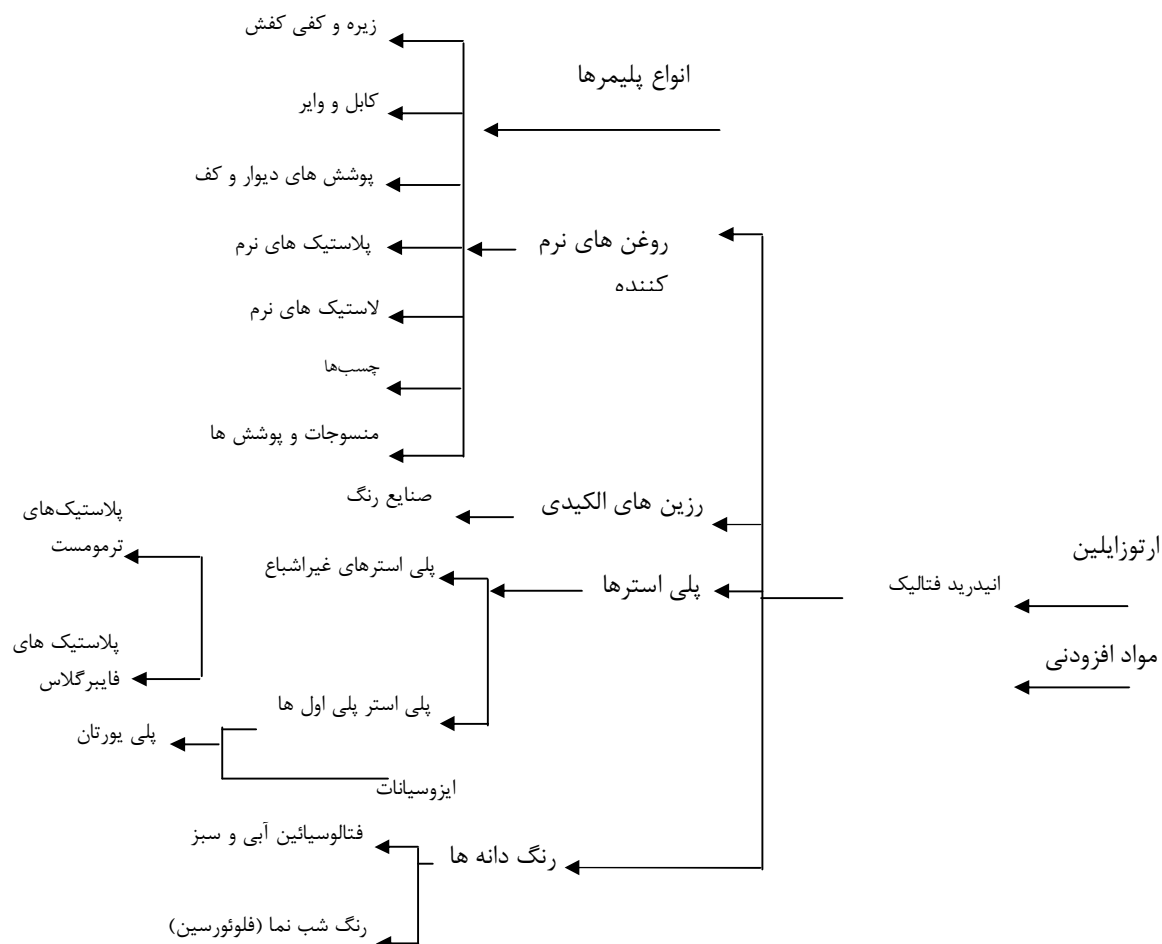 زیره و کفی کفش
انواع پلیمرها
کابل و وایر
پوشش های دیوار و کف
روغن های نرم
کننده
پلاستیک های نرم
لاستیک های نرم
چسب‌ها
منسوجات و پوشش ها
رزین های الکیدی
صنایع رنگ
ارتوزایلین
انیدرید فتالیک
مواد افزودنی
پلی استرها
پلی استرهای غیراشباع
پلاستیک‌های
ترموست
پلاستیک های
فایبرگلاس
پلی استر پلی اول ها
پلی یورتان
ایزوسیانات
رنگ دانه ها
فتالوسیائین آبی و سبز
رنگ شب نما (فلوئورسین)